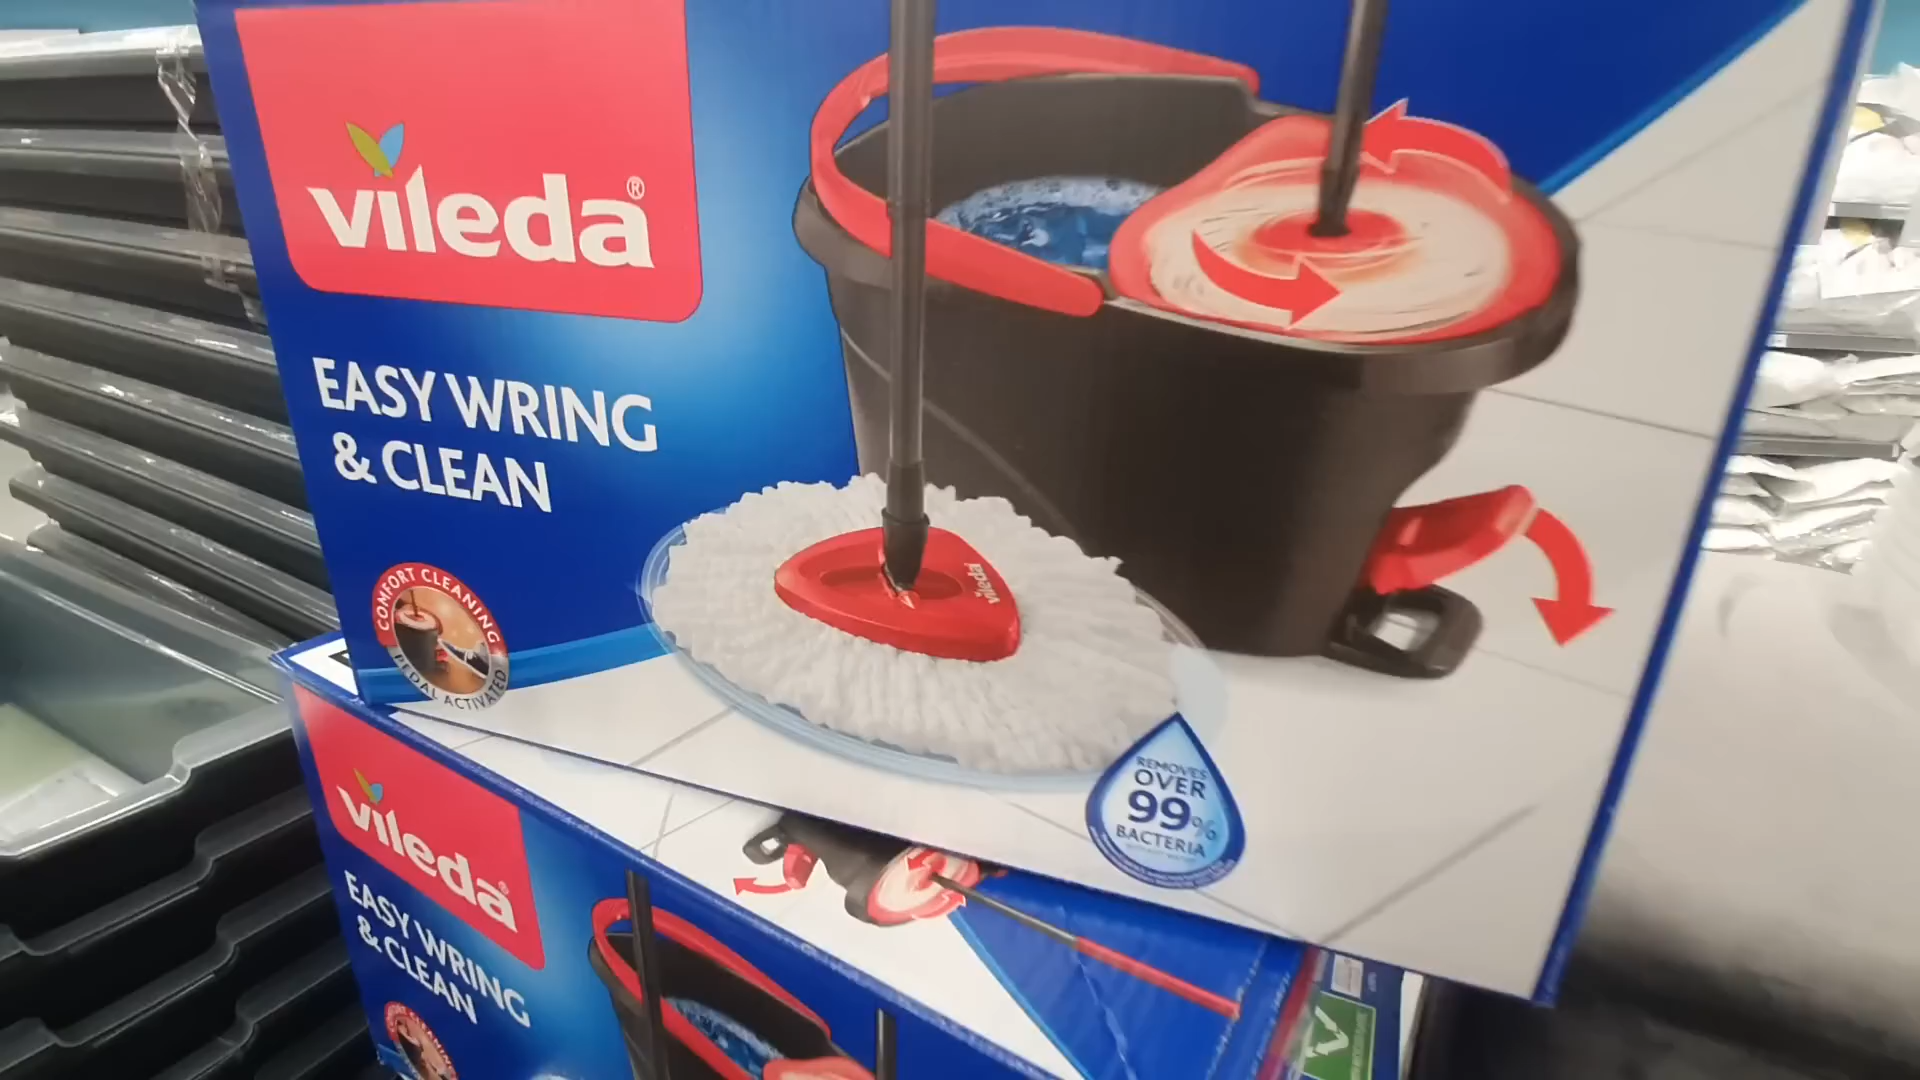 vileda®
EASY WRING
& CLEAN
COMFORT CLEANING
PEDAL ACTIVATED
vileda
REMOVES
OVER
99%
BACTERIA
vileda®
EASY WRING
& CLEAN